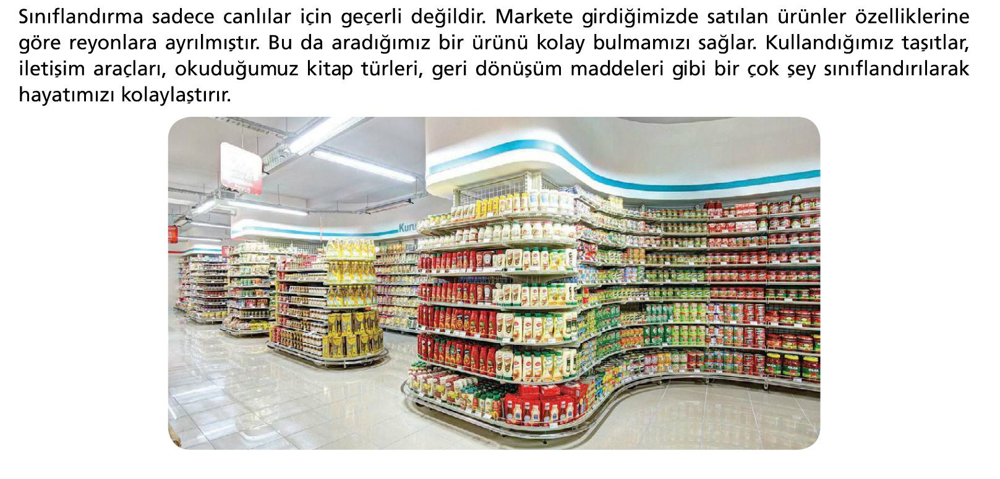 Sınıflandırma sadece canlılar için geçerli değildir. Markete girdiğimizde satılan ürünler özelliklerine
göre reyonlara ayrılmıştır. Bu da aradığımız bir ürünü kolay bulmamızı sağlar. Kullandığımız taşıtlar,
iletişim araçları, okuduğumuz kitap türleri, geri dönüşüm maddeleri gibi bir çok şey sınıflandırılarak
hayatımızı kolaylaştırır.
Kuru